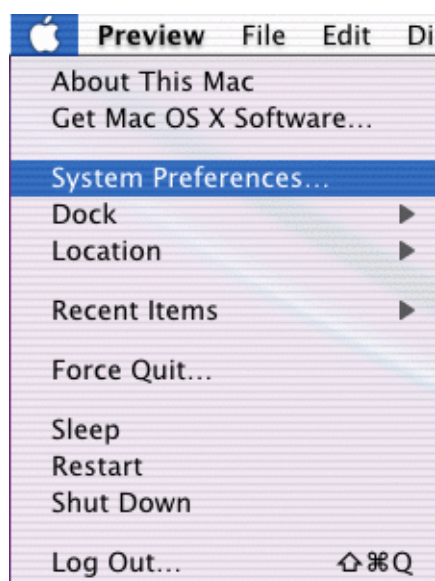 Preview File Edit Di
About This Mac
Get Mac OS X Software...
System Preferences...
Dock
Location
Recent Items
Force Quit...
Sleep
Restart
Shut Down
Log Out... ⇧⌘Q